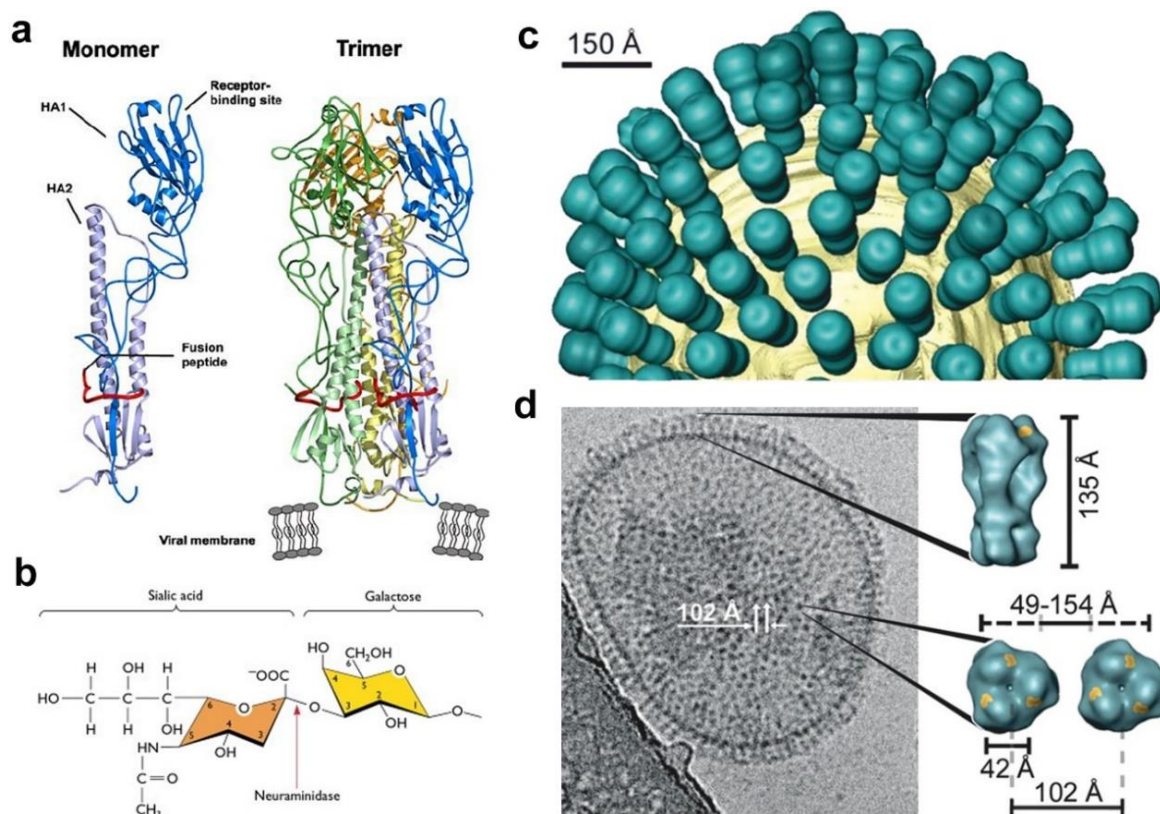 a
Monomer
Trimer
HA1
Receptor-
binding site
HA2
Fusion
peptide
Viral membrane
b
Sialic acid
Galactose
H OH H
HO C C C
H H OH
6 O 2
5 4 3
OH
HN
C=O
CH₃
⁻OOC
O
HO 6 CH₂OH
4 5 O
3 2 1
OH
O
Neuraminidase
c
150 Å
d
102 Å
135 Å
49-154 Å
42 Å
102 Å